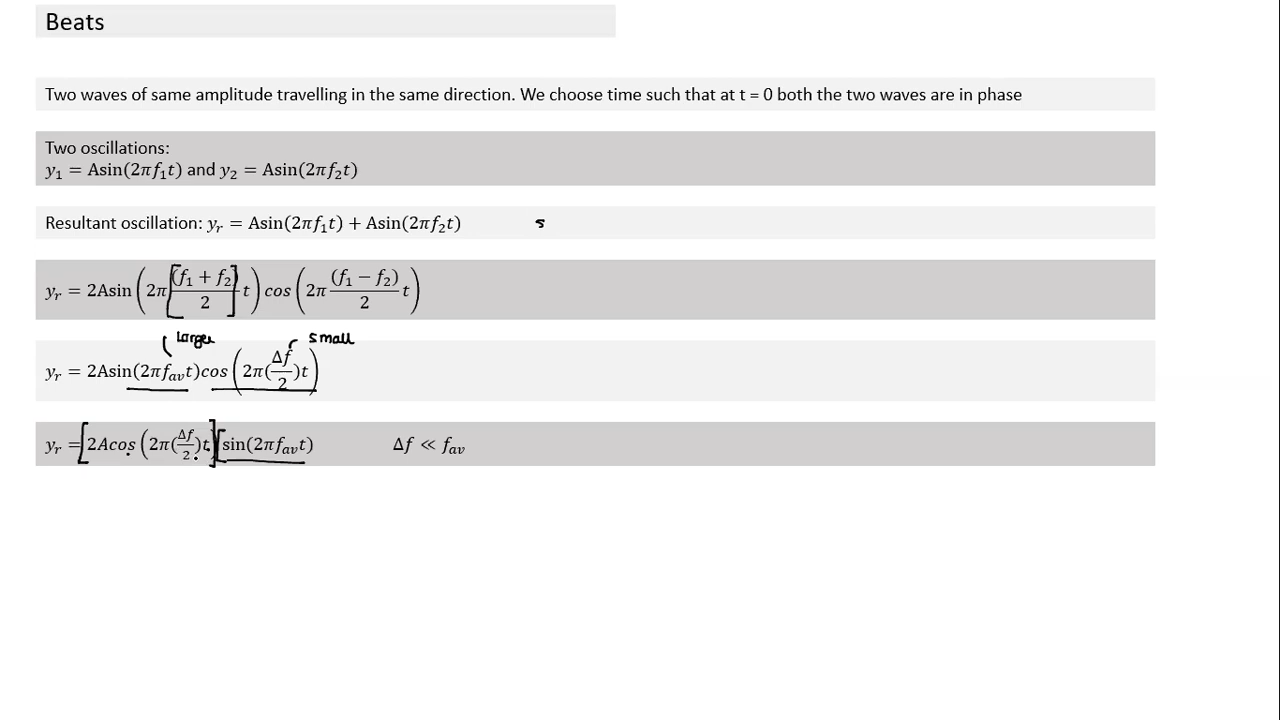 Beats
Two waves of same amplitude travelling in the same direction. We choose time such that at t = 0 both the two waves are in phase
Two oscillations:
y₁ = Asin(2πf₁t) and y₂ = Asin(2πf₂t)
Resultant oscillation: yᵣ = Asin(2πf₁t) + Asin(2πf₂t) s
yᵣ = 2Asin(2π[(f₁ + f₂)/2]t)cos(2π(f₁ − f₂)/2 t)
larger small
yᵣ = 2Asin(2πf_av t)cos(2π(Δf/2)t)
yᵣ = [2Acos(2π(Δf/2)t][sin(2πf_av t) Δf ≪ f_av